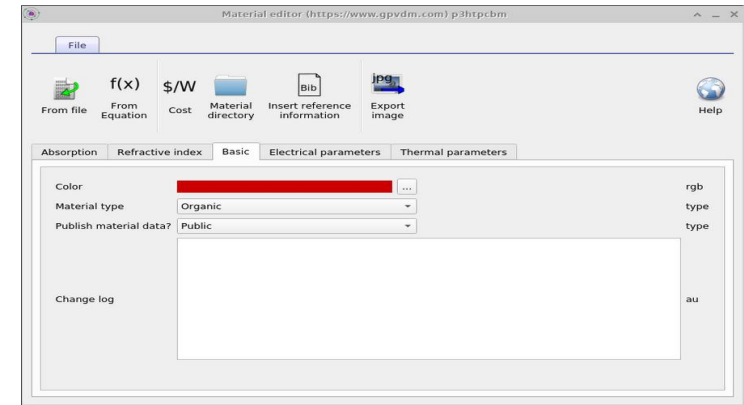 Material editor (https://www.gpvdm.com) p3htpcbm
File
f(x)
$/W
Bib
jpg
From file
From
Equation
Cost
Material
directory
Insert reference
information
Export
image
Help
Absorption
Refractive index
Basic
Electrical parameters
Thermal parameters
Color
...
rgb
Material type
Organic
type
Publish material data?
Public
type
Change log
au